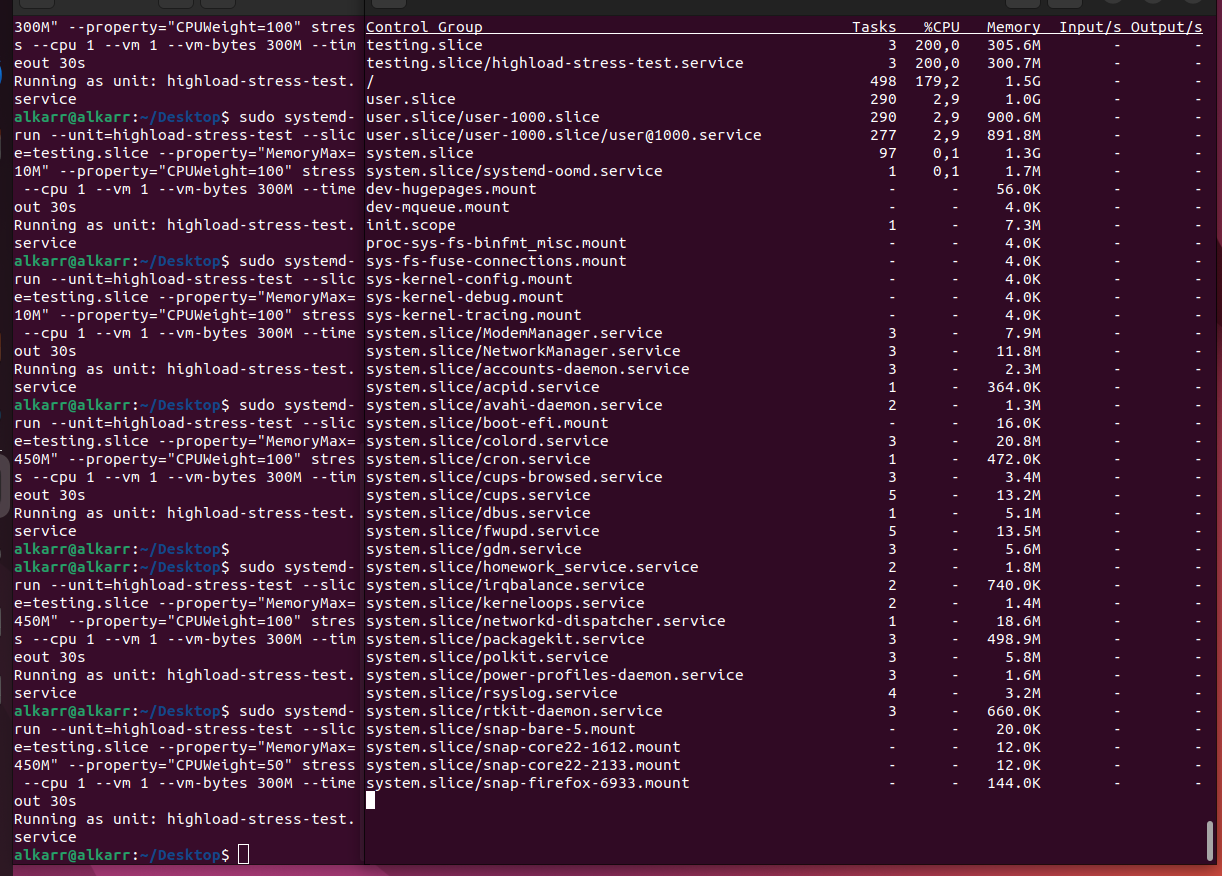 300M" --property="CPUWeight=100" stres
s --cpu 1 --vm 1 --vm-bytes 300M --tim
eout 30s
Running as unit: highload-stress-test.
service
alkarr@alkarr:~/Desktop$ sudo systemd-
run --unit=highload-stress-test --slic
e=testing.slice --property="MemoryMax=
10M" --property="CPUWeight=100" stress
 --cpu 1 --vm 1 --vm-bytes 300M --time
out 30s
Running as unit: highload-stress-test.
service
alkarr@alkarr:~/Desktop$ sudo systemd-
run --unit=highload-stress-test --slic
e=testing.slice --property="MemoryMax=
10M" --property="CPUWeight=100" stress
 --cpu 1 --vm 1 --vm-bytes 300M --time
out 30s
Running as unit: highload-stress-test.
service
alkarr@alkarr:~/Desktop$ sudo systemd-
run --unit=highload-stress-test --slic
e=testing.slice --property="MemoryMax=
450M" --property="CPUWeight=100" stres
s --cpu 1 --vm 1 --vm-bytes 300M --tim
eout 30s
Running as unit: highload-stress-test.
service
alkarr@alkarr:~/Desktop$
alkarr@alkarr:~/Desktop$ sudo systemd-
run --unit=highload-stress-test --slic
e=testing.slice --property="MemoryMax=
450M" --property="CPUWeight=100" stres
s --cpu 1 --vm 1 --vm-bytes 300M --tim
eout 30s
Running as unit: highload-stress-test.
service
alkarr@alkarr:~/Desktop$ sudo systemd-
run --unit=highload-stress-test --slic
e=testing.slice --property="MemoryMax=
450M" --property="CPUWeight=50" stress
 --cpu 1 --vm 1 --vm-bytes 300M --time
out 30s
Running as unit: highload-stress-test.
service
alkarr@alkarr:~/Desktop$
Control Group Tasks %CPU Memory Input/s Output/s
testing.slice 3 200,0 305.6M - -
testing.slice/highload-stress-test.service 3 200,0 300.7M - -
/ 498 179,2 1.5G - -
user.slice 290 2,9 1.0G - -
user.slice/user-1000.slice 290 2,9 900.6M - -
user.slice/user-1000.slice/user@1000.service 277 2,9 891.8M - -
system.slice 97 0,1 1.3G - -
system.slice/systemd-oomd.service 1 0,1 1.7M - -
dev-hugepages.mount - - 56.0K - -
dev-mqueue.mount - - 4.0K - -
init.scope 1 - 7.3M - -
proc-sys-fs-binfmt_misc.mount - - 4.0K - -
sys-fs-fuse-connections.mount - - 4.0K - -
sys-kernel-config.mount - - 4.0K - -
sys-kernel-debug.mount - - 4.0K - -
sys-kernel-tracing.mount - - 4.0K - -
system.slice/ModemManager.service 3 - 7.9M - -
system.slice/NetworkManager.service 3 - 11.8M - -
system.slice/accounts-daemon.service 3 - 2.3M - -
system.slice/acpid.service 1 - 364.0K - -
system.slice/avahi-daemon.service 2 - 1.3M - -
system.slice/boot-efi.mount - - 16.0K - -
system.slice/colord.service 3 - 20.8M - -
system.slice/cron.service 1 - 472.0K - -
system.slice/cups-browsed.service 3 - 3.4M - -
system.slice/cups.service 5 - 13.2M - -
system.slice/dbus.service 1 - 5.1M - -
system.slice/fwupd.service 5 - 13.5M - -
system.slice/gdm.service 3 - 5.6M - -
system.slice/homework_service.service 2 - 1.8M - -
system.slice/irqbalance.service 2 - 740.0K - -
system.slice/kerneloops.service 2 - 1.4M - -
system.slice/networkd-dispatcher.service 1 - 18.6M - -
system.slice/packagekit.service 3 - 498.9M - -
system.slice/polkit.service 3 - 5.8M - -
system.slice/power-profiles-daemon.service 3 - 1.6M - -
system.slice/rsyslog.service 4 - 3.2M - -
system.slice/rtkit-daemon.service 3 - 660.0K - -
system.slice/snap-bare-5.mount - - 20.0K - -
system.slice/snap-core22-1612.mount - - 12.0K - -
system.slice/snap-core22-2133.mount - - 12.0K - -
system.slice/snap-firefox-6933.mount - - 144.0K - -